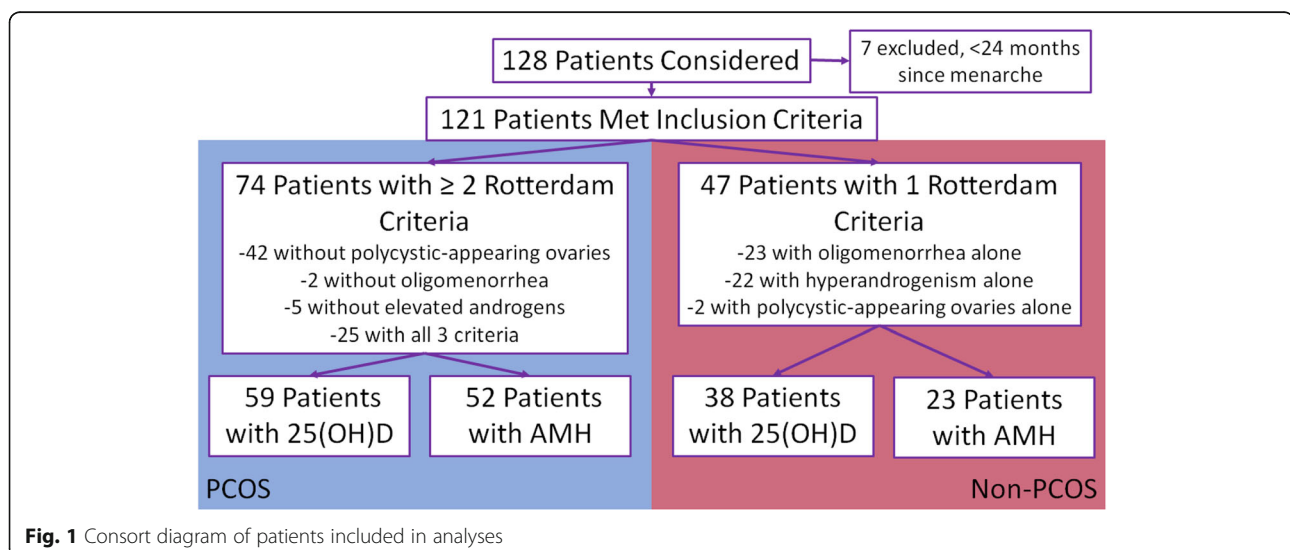 128 Patients Considered
7 excluded, <24 months
since menarche
121 Patients Met Inclusion Criteria
74 Patients with ≥ 2 Rotterdam
Criteria
-42 without polycystic-appearing ovaries
-2 without oligomenorrhea
-5 without elevated androgens
-25 with all 3 criteria
47 Patients with 1 Rotterdam
Criteria
-23 with oligomenorrhea alone
-22 with hyperandrogenism alone
-2 with polycystic-appearing ovaries alone
59 Patients
with 25(OH)D
52 Patients
with AMH
38 Patients
with 25(OH)D
23 Patients
with AMH
PCOS
Non-PCOS
Fig. 1 Consort diagram of patients included in analyses